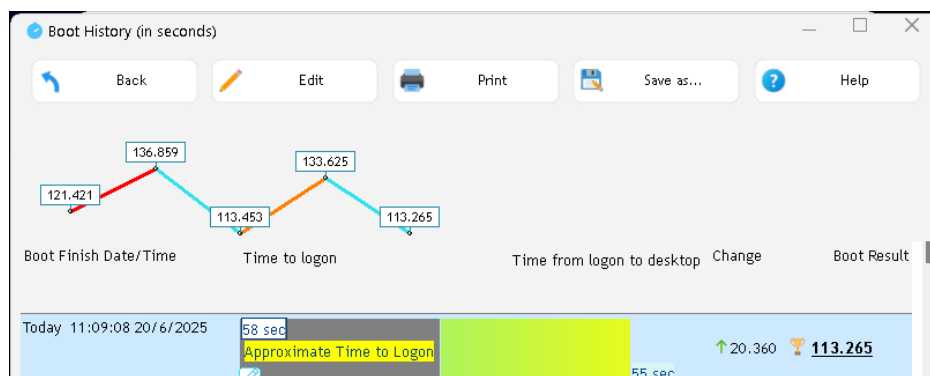 Boot History (in seconds)
Back Edit Print Save as... Help
136.859
133.625
121.421
113.453
113.265
Boot Finish Date/Time Time to logon Time from logon to desktop Change Boot Result
Today 11:09:08 20/6/2025
58 sec
Approximate Time to Logon
20.360 113.265
55 sec